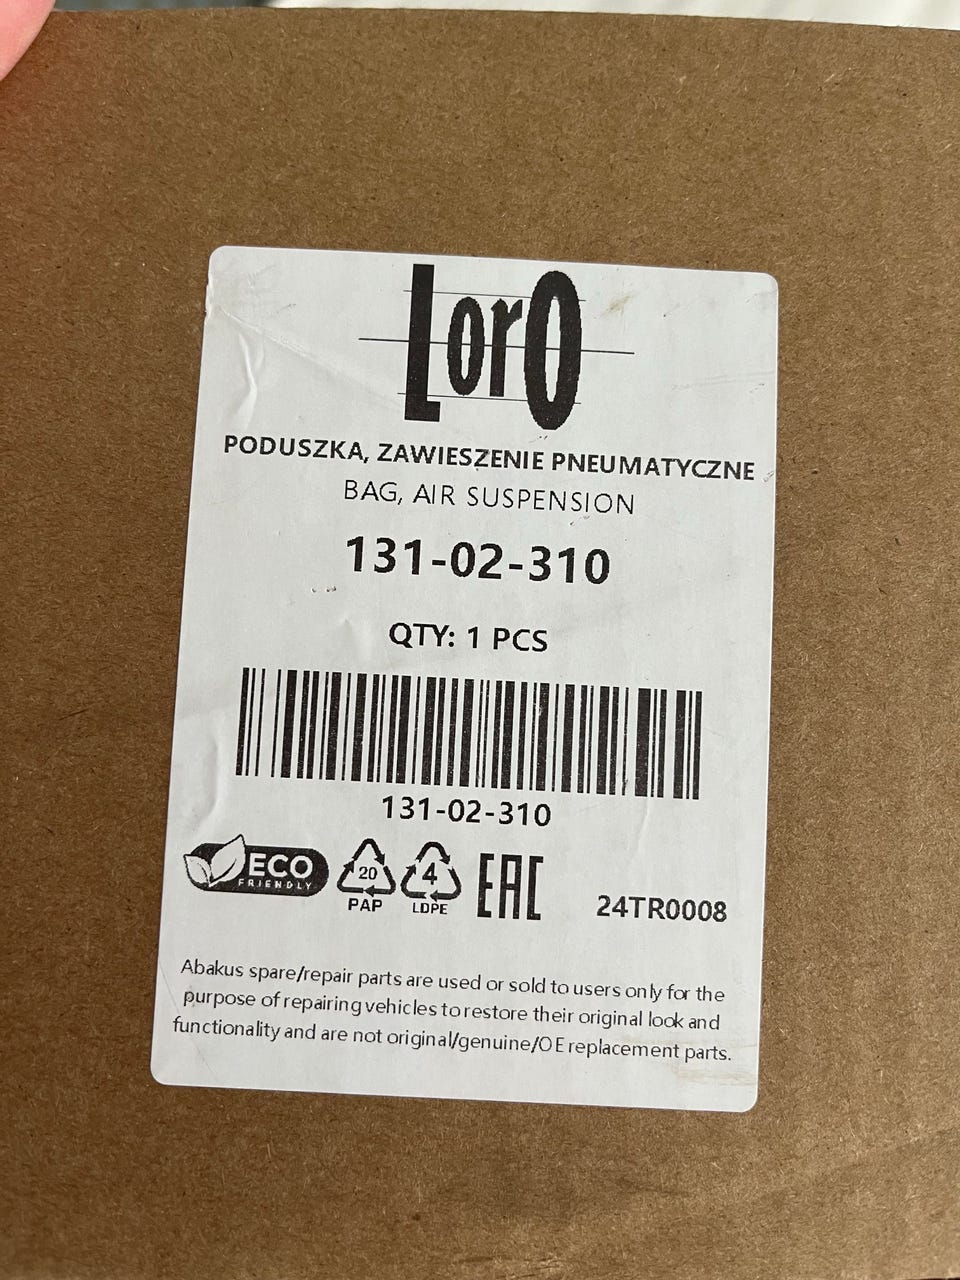 LorO
PODUSZKA, ZAWIESZENIE PNEUMATYCZNE
BAG, AIR SUSPENSION
131-02-310
QTY: 1 PCS
131-02-310
ECO
FRIENDLY
20
PAP
4
LDPE
EAC
24TR0008
Abakus spare/repair parts are used or sold to users only for the
purpose of repairing vehicles to restore their original look and
functionality and are not original/genuine/OE replacement parts.